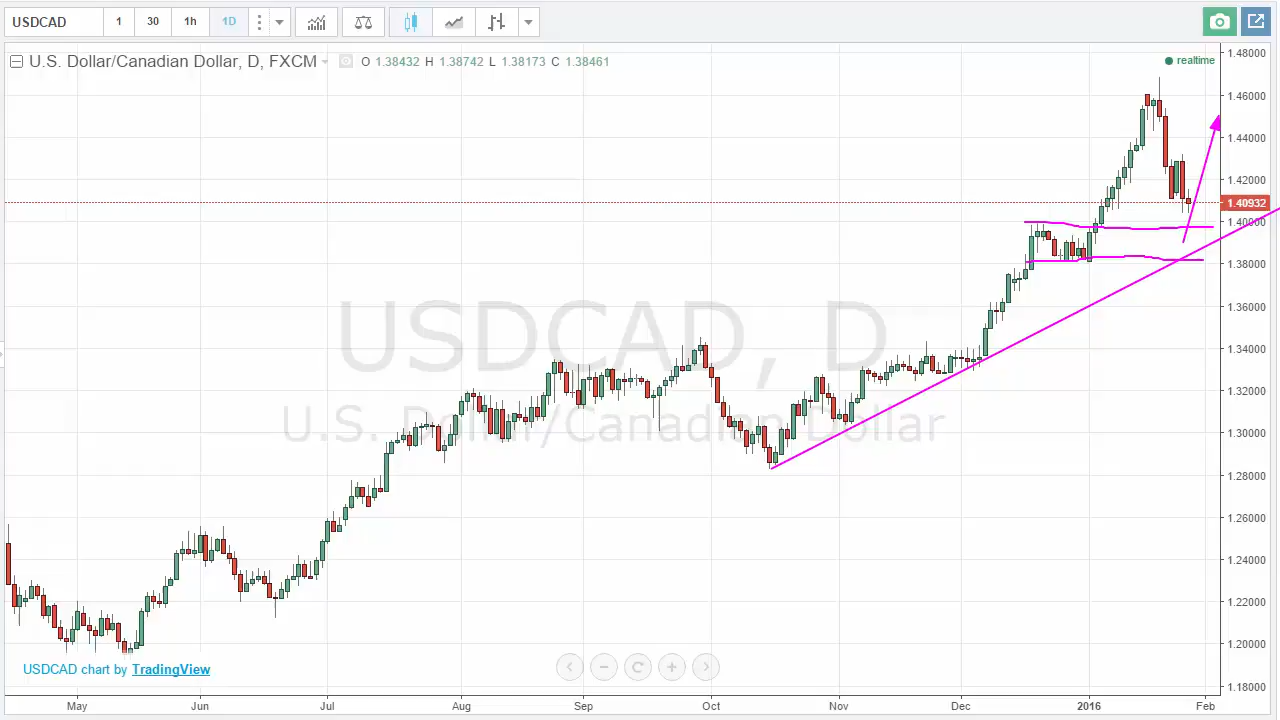 USDCAD 1 30 1h 1D
U.S. Dollar/Canadian Dollar, D, FXCM O 1.38432 H 1.38742 L 1.38173 C 1.38461
realtime
1.48000
1.46000
1.44000
1.42000
1.40932
1.40000
1.38000
1.36000
1.34000
1.32000
1.30000
1.28000
1.26000
1.24000
1.22000
1.20000
1.18000
USDCAD, D
U.S. Dollar/Canadian Dollar
USDCAD chart by TradingView
May Jun Jul Aug Sep Oct Nov Dec 2016 Feb